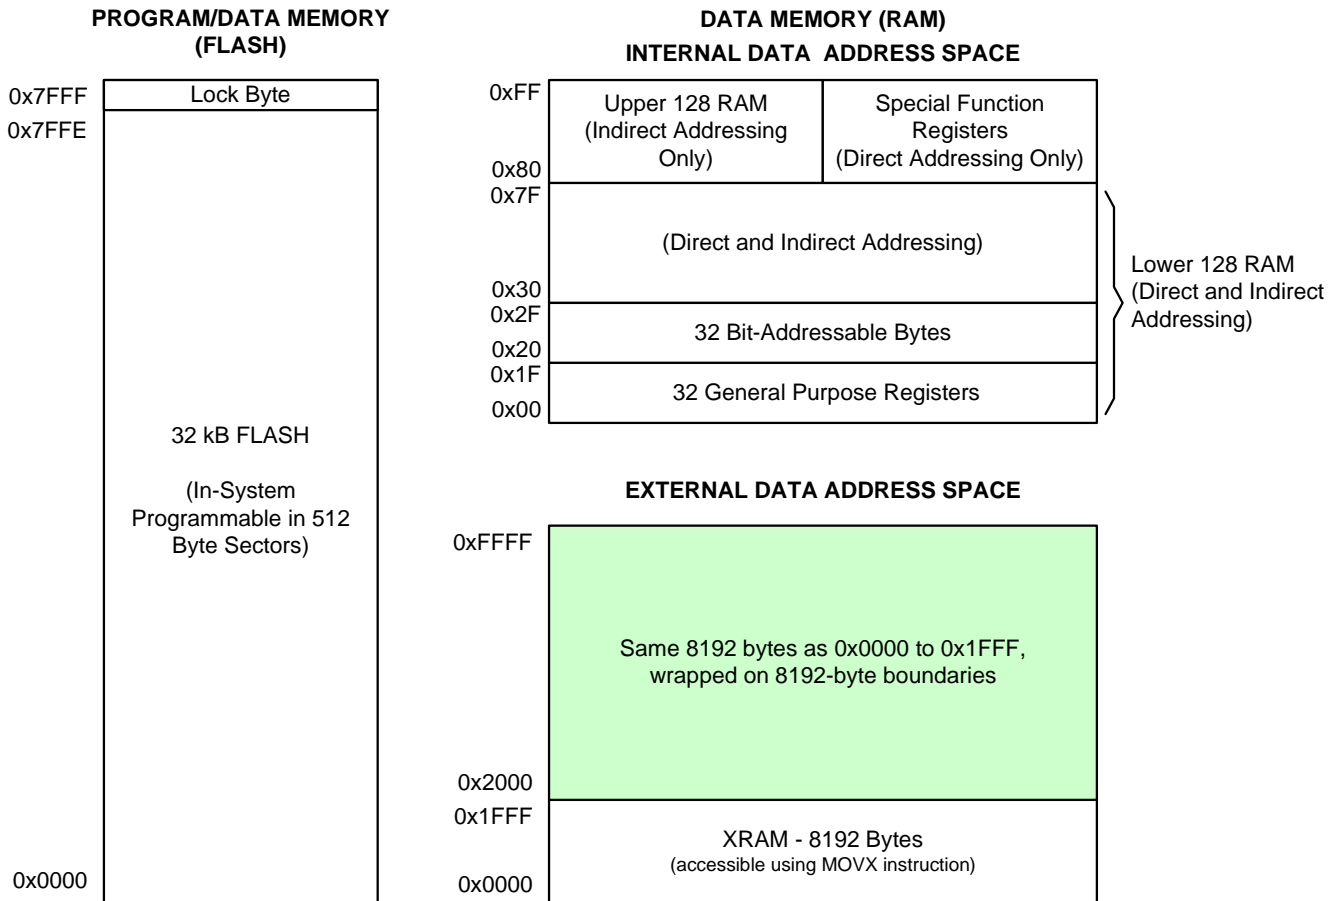 PROGRAM/DATA MEMORY
(FLASH)
0x7FFF
Lock Byte
0x7FFE
32 kB FLASH
(In-System
Programmable in 512
Byte Sectors)
0x0000
DATA MEMORY (RAM)
INTERNAL DATA ADDRESS SPACE
0xFF
Upper 128 RAM
(Indirect Addressing
Only)
Special Function
Registers
(Direct Addressing Only)
0x80
0x7F
(Direct and Indirect Addressing)
0x30
0x2F
32 Bit-Addressable Bytes
0x20
0x1F
32 General Purpose Registers
0x00
Lower 128 RAM
(Direct and Indirect
Addressing)
EXTERNAL DATA ADDRESS SPACE
0xFFFF
Same 8192 bytes as 0x0000 to 0x1FFF,
wrapped on 8192-byte boundaries
0x2000
0x1FFF
XRAM - 8192 Bytes
(accessible using MOVX instruction)
0x0000